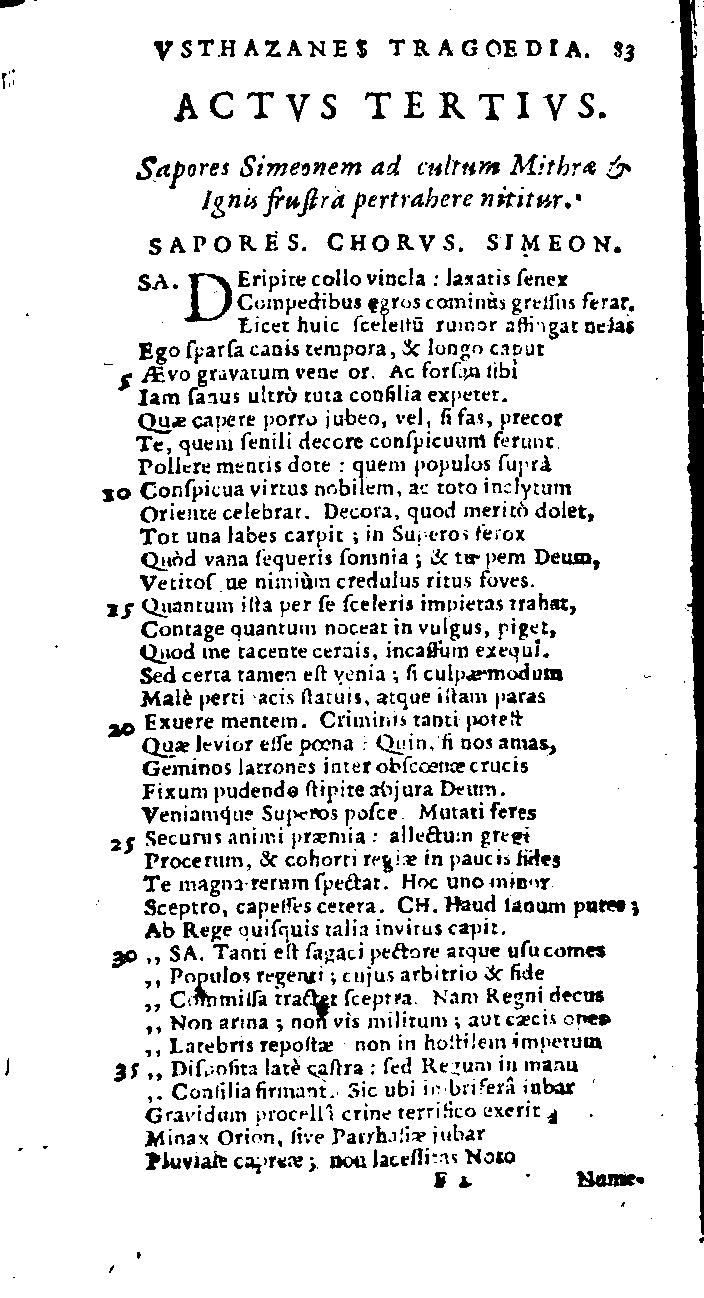 VSTHAZANES TRAGOEDIA. 83
ACTVS TERTIVS.
Sapores Simeonem ad cultum Mithræ &
Ignis frustrà pertrahere nititur.
SAPORES. CHORVS. SIMEON.
SA. DEripite collo vincla : laxatis ſenex
Compedibus ægros cominùs greſſus ferat.
Licet huic ſceleſtū rumor affingat nefas
Ego ſparſa canis tempora, & longo caput
5 Ævo gravatum veneror. Ac forſan ſibi
Iam ſanus ultrò tuta conſilia expetet.
Quæ capere porro jubeo, vel, ſi fas, precor
Te, quem ſenili decore conſpicuum ferunt
Pollere mentis dote : quem populos ſuprà
10 Conſpicua virtus nobilem, ac toto inclytum
Oriente celebrat. Decora, quod meritò dolet,
Tot una labes carpit ; in Superos ferox
Quòd vana ſequeris ſomnia ; & turpem Deum,
Vetitoſque nimiùm credulus ritus foves.
15 Quantum iſta per ſe ſceleris impietas trahat,
Contage quantum noceat in vulgus, piget,
Quod me tacente cernis, incaſſum exequi.
Sed certa tamen eſt venia ; ſi culpæ modum
Malè pertinacis ſtatuis, atque iſtam paras
20 Exuere mentem. Criminis tanti poteſt
Quæ levior eſſe pœna : Quin, ſi nos amas,
Geminos latrones inter obſcœnæ crucis
Fixum pudendo ſtipite abjura Deum.
Veniamque Superos poſce. Mutati feres
25 Securus animi præmia : allectum gregi
Procerum, & cohorti regiæ in paucis fides
Te magna rerum ſpectat. Hoc uno minor
Sceptro, capeſſes cetera. CH. Haud ſanum putes ;
Ab Rege quiſquis talia invitus capit.
30 ,, SA. Tanti eſt ſagaci pectore atque uſu comes
,, Populos regenti ; cujus arbitrio & fide
,, Commiſſa tractet ſceptra. Nam Regni decus
,, Non arma ; non vis militum ; aut cæcis opes
,, Latebris repoſtæ non in hoſtilem imperum
35 ,, Diſpoſita latè caſtra : ſed Regum in manu
,, Conſilia firmant. Sic ubi imbriferâ iubar
Gravidum procellâ crine terrifico exerit
Minax Orion, ſive Parrhaſiæ jubar
Pluviale capreæ ; non laceſſitas Noto
F 2 Nume-